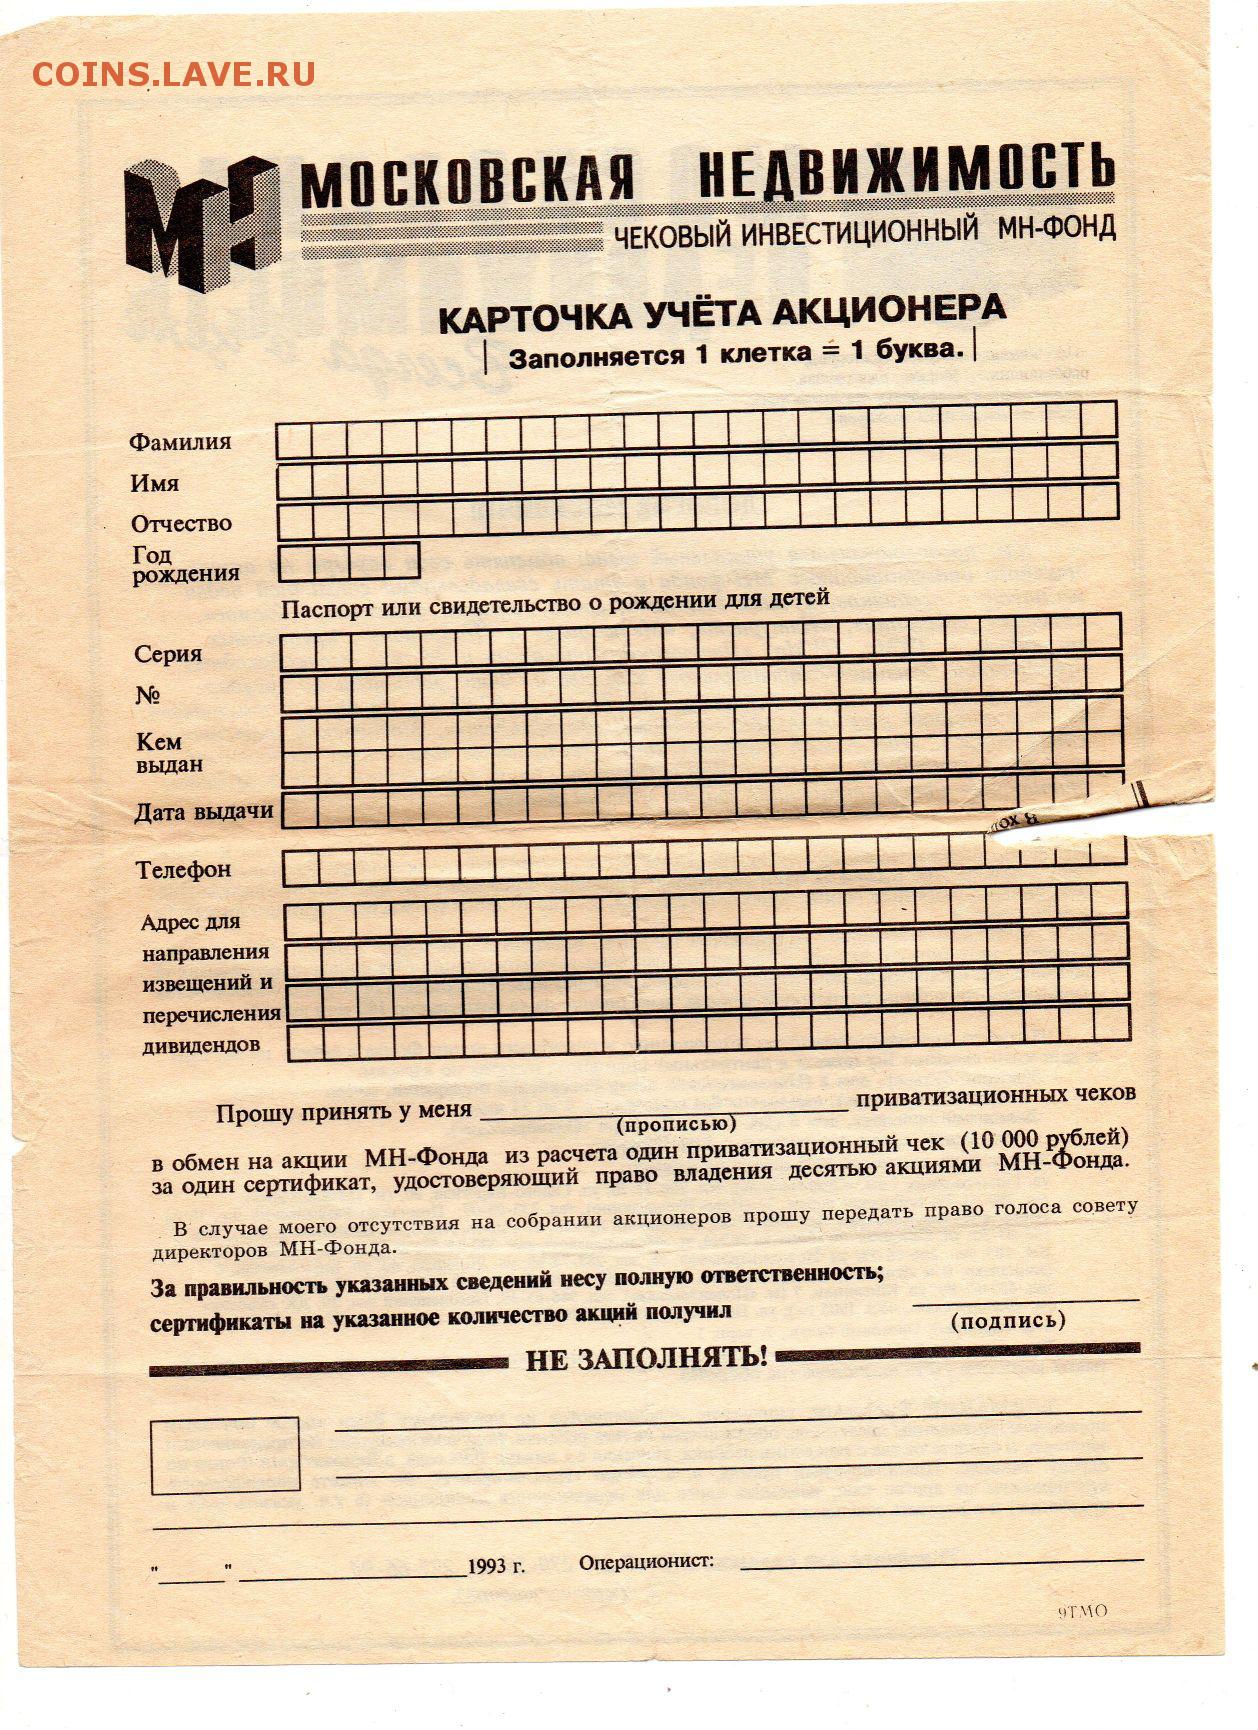 COINS.LAVE.RU
МН МОСКОВСКАЯ НЕДВИЖИМОСТЬ
ЧЕКОВЫЙ ИНВЕСТИЦИОННЫЙ МН-ФОНД
КАРТОЧКА УЧЁТА АКЦИОНЕРА
Заполняется 1 клетка = 1 буква.
Фамилия
Имя
Отчество
Год
рождения
Паспорт или свидетельство о рождении для детей
Серия
№
Кем
выдан
Дата выдачи
Телефон
Адрес для
направления
извещений и
перечисления
дивидендов
Прошу принять у меня ____ приватизационных чеков
(прописью)
в обмен на акции МН-Фонда из расчета один приватизационный чек (10 000 рублей)
за один сертификат, удостоверяющий право владения десятью акциями МН-Фонда.
В случае моего отсутствия на собрании акционеров прошу передать право голоса совету
директоров МН-Фонда.
За правильность указанных сведений несу полную ответственность;
сертификаты на указанное количество акций получил
(подпись)
НЕ ЗАПОЛНЯТЬ!
"____" ____1993 г. Операционист:
9ТМО